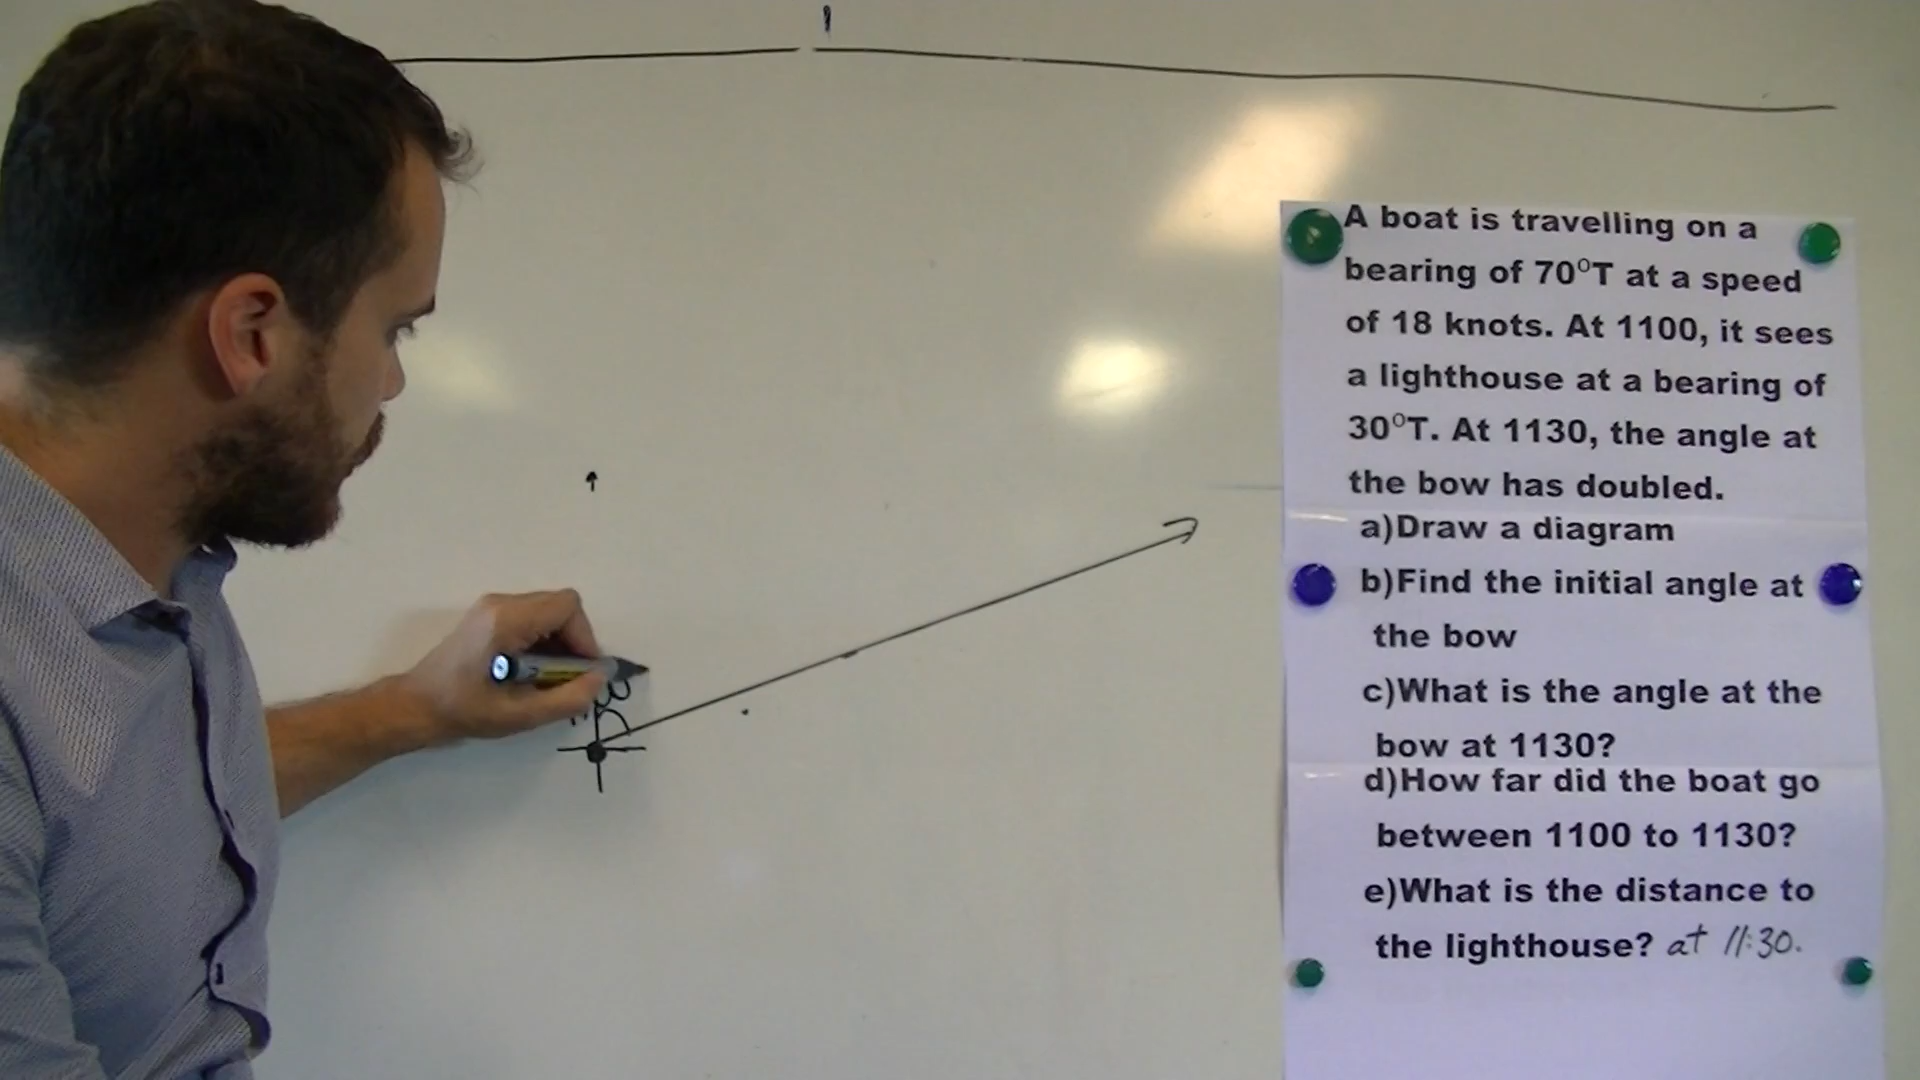 A boat is travelling on a
bearing of 70⁰T at a speed
of 18 knots. At 1100, it sees
a lighthouse at a bearing of
30⁰T. At 1130, the angle at
the bow has doubled.
a)Draw a diagram
b)Find the initial angle at
the bow
c)What is the angle at the
bow at 1130?
d)How far did the boat go
between 1100 to 1130?
e)What is the distance to
the lighthouse? at 11:30.